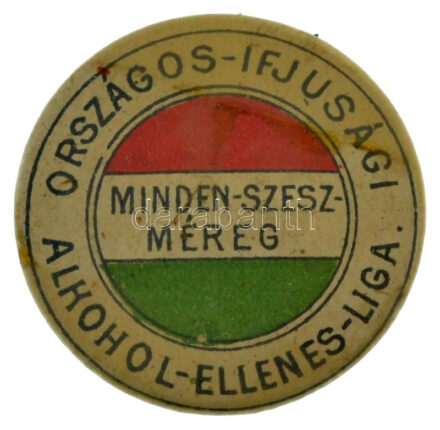 ORSZÁGOS-IFJUSÁGI
MINDEN-SZESZ-
MÉREG
darabanth
ALKOHOL-ELLENES-LIGA.